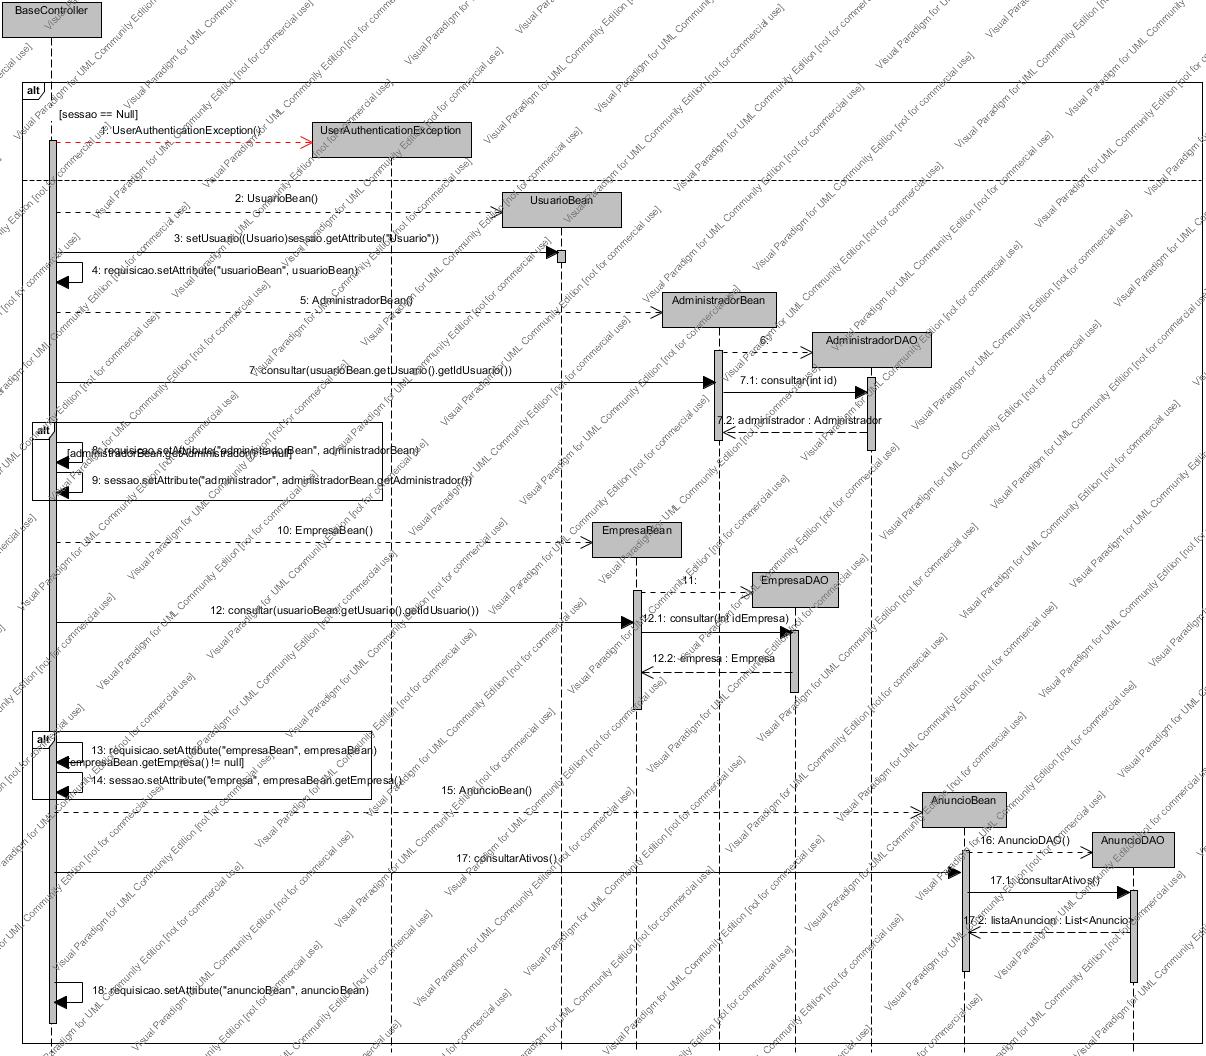 BaseController
alt
[sessao == Null]
1: UserAuthenticationException()
UserAuthenticationException
2: UsuarioBean()
UsuarioBean
3: setUsuario((Usuario)sessao.getAttribute("Usuario"))
4: requisicao.setAttribute("usuarioBean", usuarioBean)
5: AdministradorBean()
AdministradorBean
6:
AdministradorDAO
7: consultar(usuarioBean.getUsuario().getIdUsuario())
7.1: consultar(int id)
7.2: administrador : Administrador
alt
8: requisicao.setAttribute("administradorBean", administradorBean)
[administradorBean.getAdministrador() != null]
9: sessao.setAttribute("administrador", administradorBean.getAdministrador())
10: EmpresaBean()
EmpresaBean
11:
EmpresaDAO
12: consultar(usuarioBean.getUsuario().getIdUsuario())
12.1: consultar(int idEmpresa)
12.2: empresa : Empresa
alt
13: requisicao.setAttribute("empresaBean", empresaBean)
[empresaBean.getEmpresa() != null]
14: sessao.setAttribute("empresa", empresaBean.getEmpresa())
15: AnuncioBean()
AnuncioBean
16: AnuncioDAO()
AnuncioDAO
17: consultarAtivos()
17.1: consultarAtivos()
17.2: listaAnuncion : List<Anuncio>
18: requisicao.setAttribute("anuncioBean", anuncioBean)
Visual Paradigm for UML Community Edition [not for commercial use]